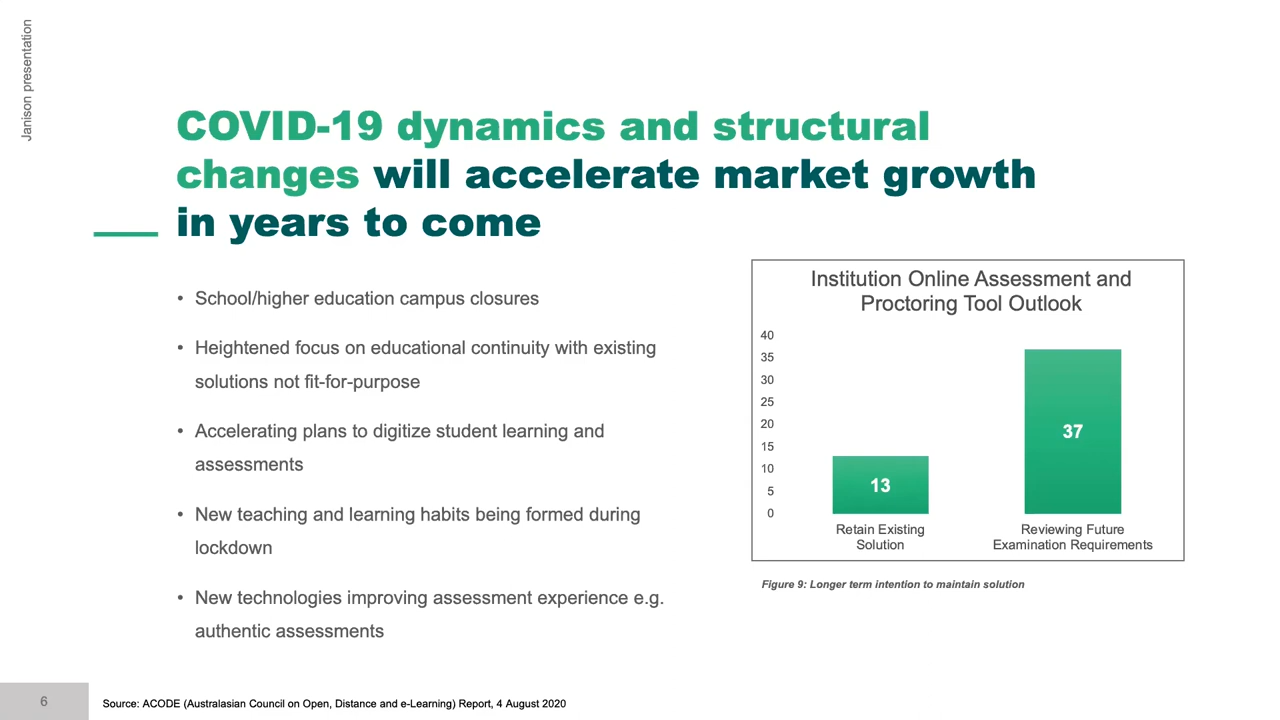 Janison presentation
COVID-19 dynamics and structural
changes will accelerate market growth
in years to come
• School/higher education campus closures
• Heightened focus on educational continuity with existing
solutions not fit-for-purpose
• Accelerating plans to digitize student learning and
assessments
• New teaching and learning habits being formed during
lockdown
• New technologies improving assessment experience e.g.
authentic assessments
Institution Online Assessment and
Proctoring Tool Outlook
40
35
30
25
20
15
10
5
0
13
37
Retain Existing
Solution
Reviewing Future
Examination Requirements
Figure 9: Longer term intention to maintain solution
6
Source: ACODE (Australasian Council on Open, Distance and e-Learning) Report, 4 August 2020